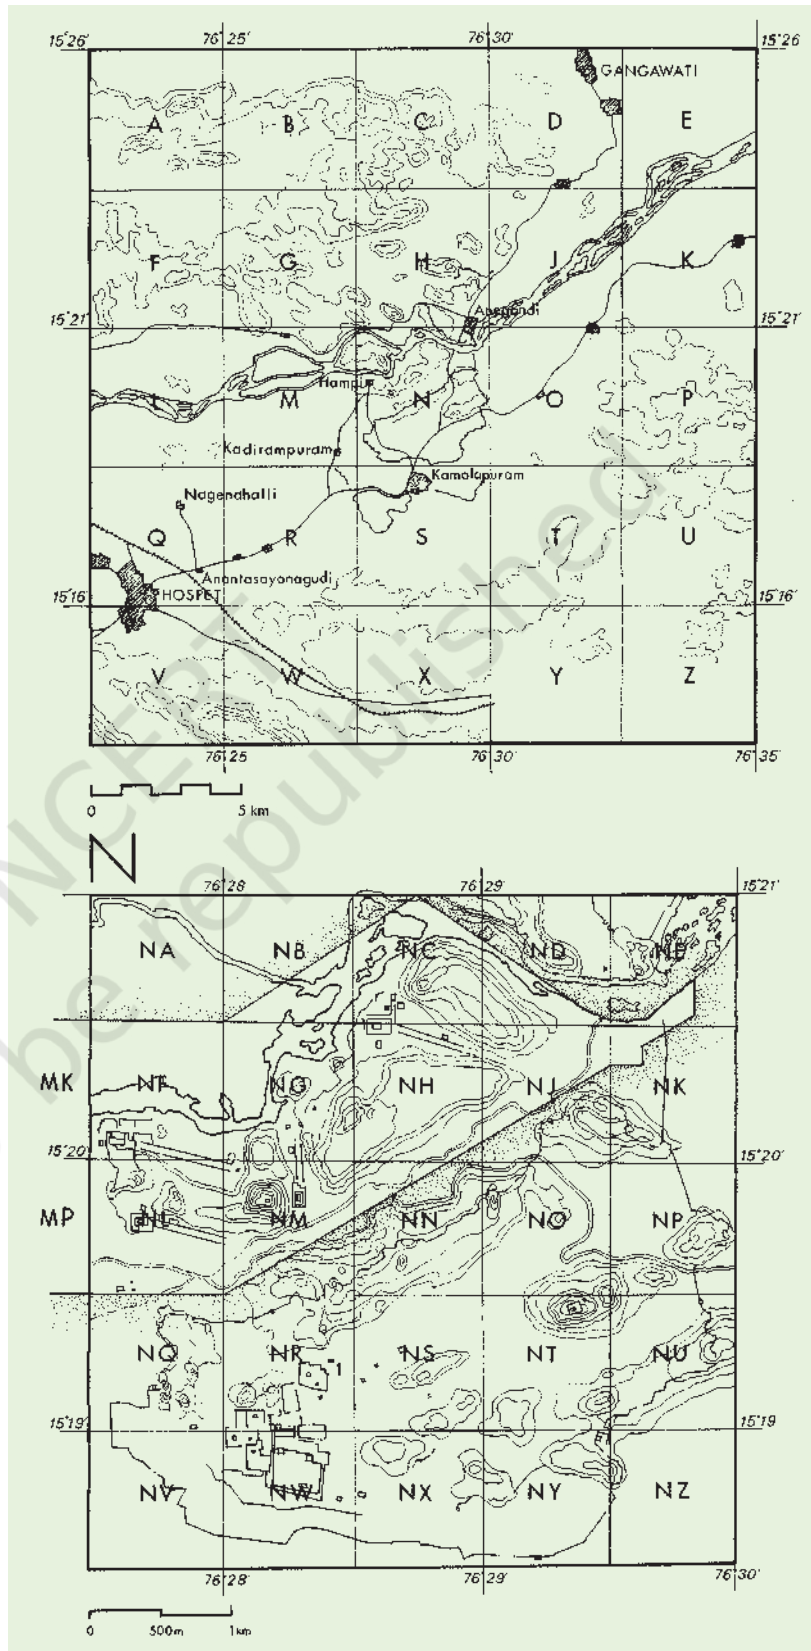 15°26' 76°25' 76°30' 15°26
GANGAWATI
A B C D E
F G H J K
15°21' Anegondi 15°21'
Hampi
L M N O P
Kadirampuram
Kamalapuram
Nagenahalli
Q R S T U
Anantasayanagudi
15°16' HOSPET 15°16'
V W X Y Z
76°25' 76°30' 76°35'
0 5 km
N
76°28' 76°29' 15°21'
NA NB NC ND NE
MK NF NG NH NJ NK
15°20' 15°20'
MP NL NM NN NO NP
NQ NR 1 NS NT NU
15°19' 15°19
NV NW NX NY NZ
76°28' 76°29' 76°30'
0 500m 1km
NCERT
be republished